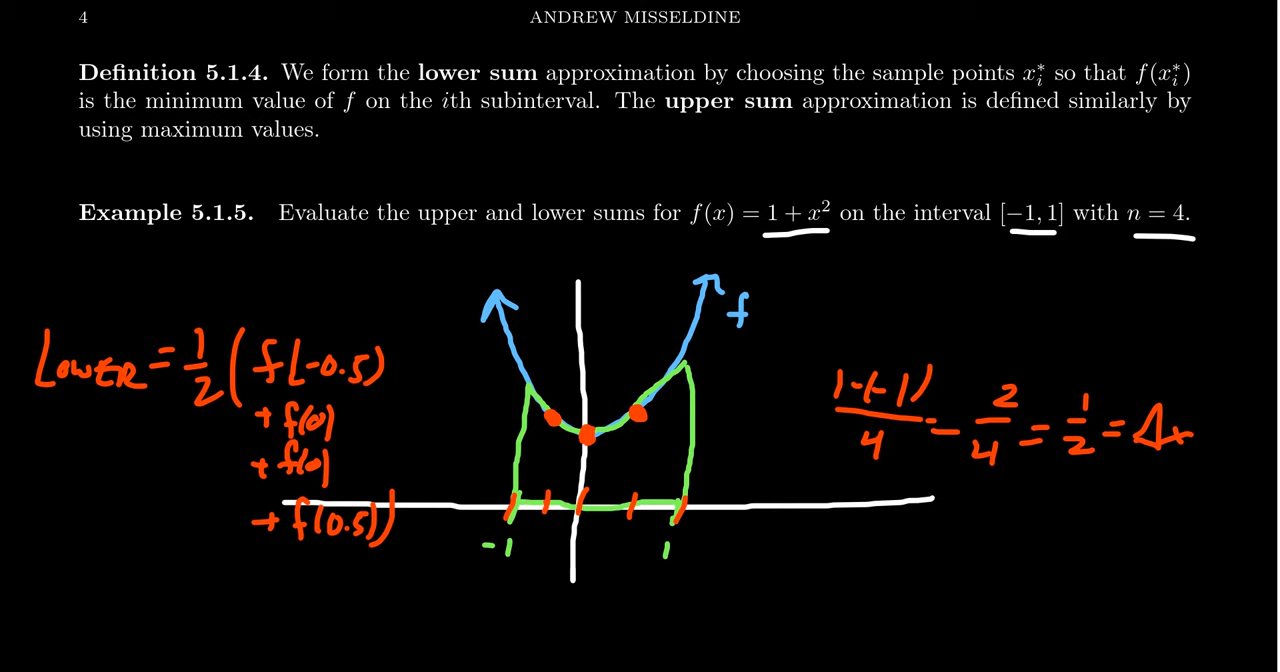 4 ANDREW MISSELDINE
Definition 5.1.4. We form the lower sum approximation by choosing the sample points x_i^* so that f(x_i^*)
is the minimum value of f on the ith subinterval. The upper sum approximation is defined similarly by
using maximum values.
Example 5.1.5. Evaluate the upper and lower sums for f(x) = 1 + x² on the interval [−1, 1] with n = 4.
f
LOWER = 1/2 ( f(-0.5)
+ f(0)
+ f(0)
+ f(0.5))
-1
1
1-(-1)/4 = 2/4 = 1/2 = Δx